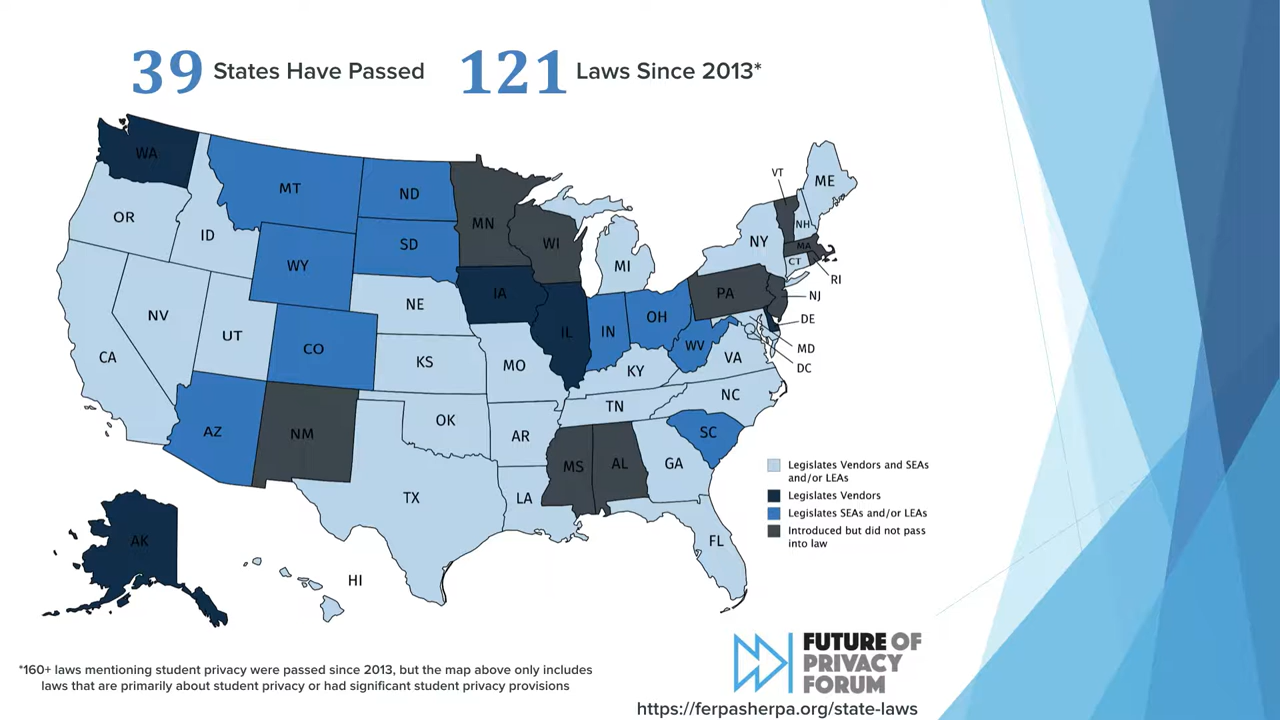 39 States Have Passed 121 Laws Since 2013*
WA
MT
ND
MN
ME
VT
OR
ID
SD
WI
NY
NH
MA
CT
RI
WY
MI
IA
NE
PA
NJ
NV
UT
CO
IL
IN
OH
WV
DE
MD
DC
CA
KS
MO
KY
VA
AZ
NM
OK
AR
TN
NC
SC
TX
LA
MS
AL
GA
FL
AK
HI
Legislates Vendors and SEAs
and/or LEAs
Legislates Vendors
Legislates SEAs and/or LEAs
Introduced but did not pass
into law
*160+ laws mentioning student privacy were passed since 2013, but the map above only includes
laws that are primarily about student privacy or had significant student privacy provisions
FUTURE OF
PRIVACY
FORUM
https://ferpasherpa.org/state-laws